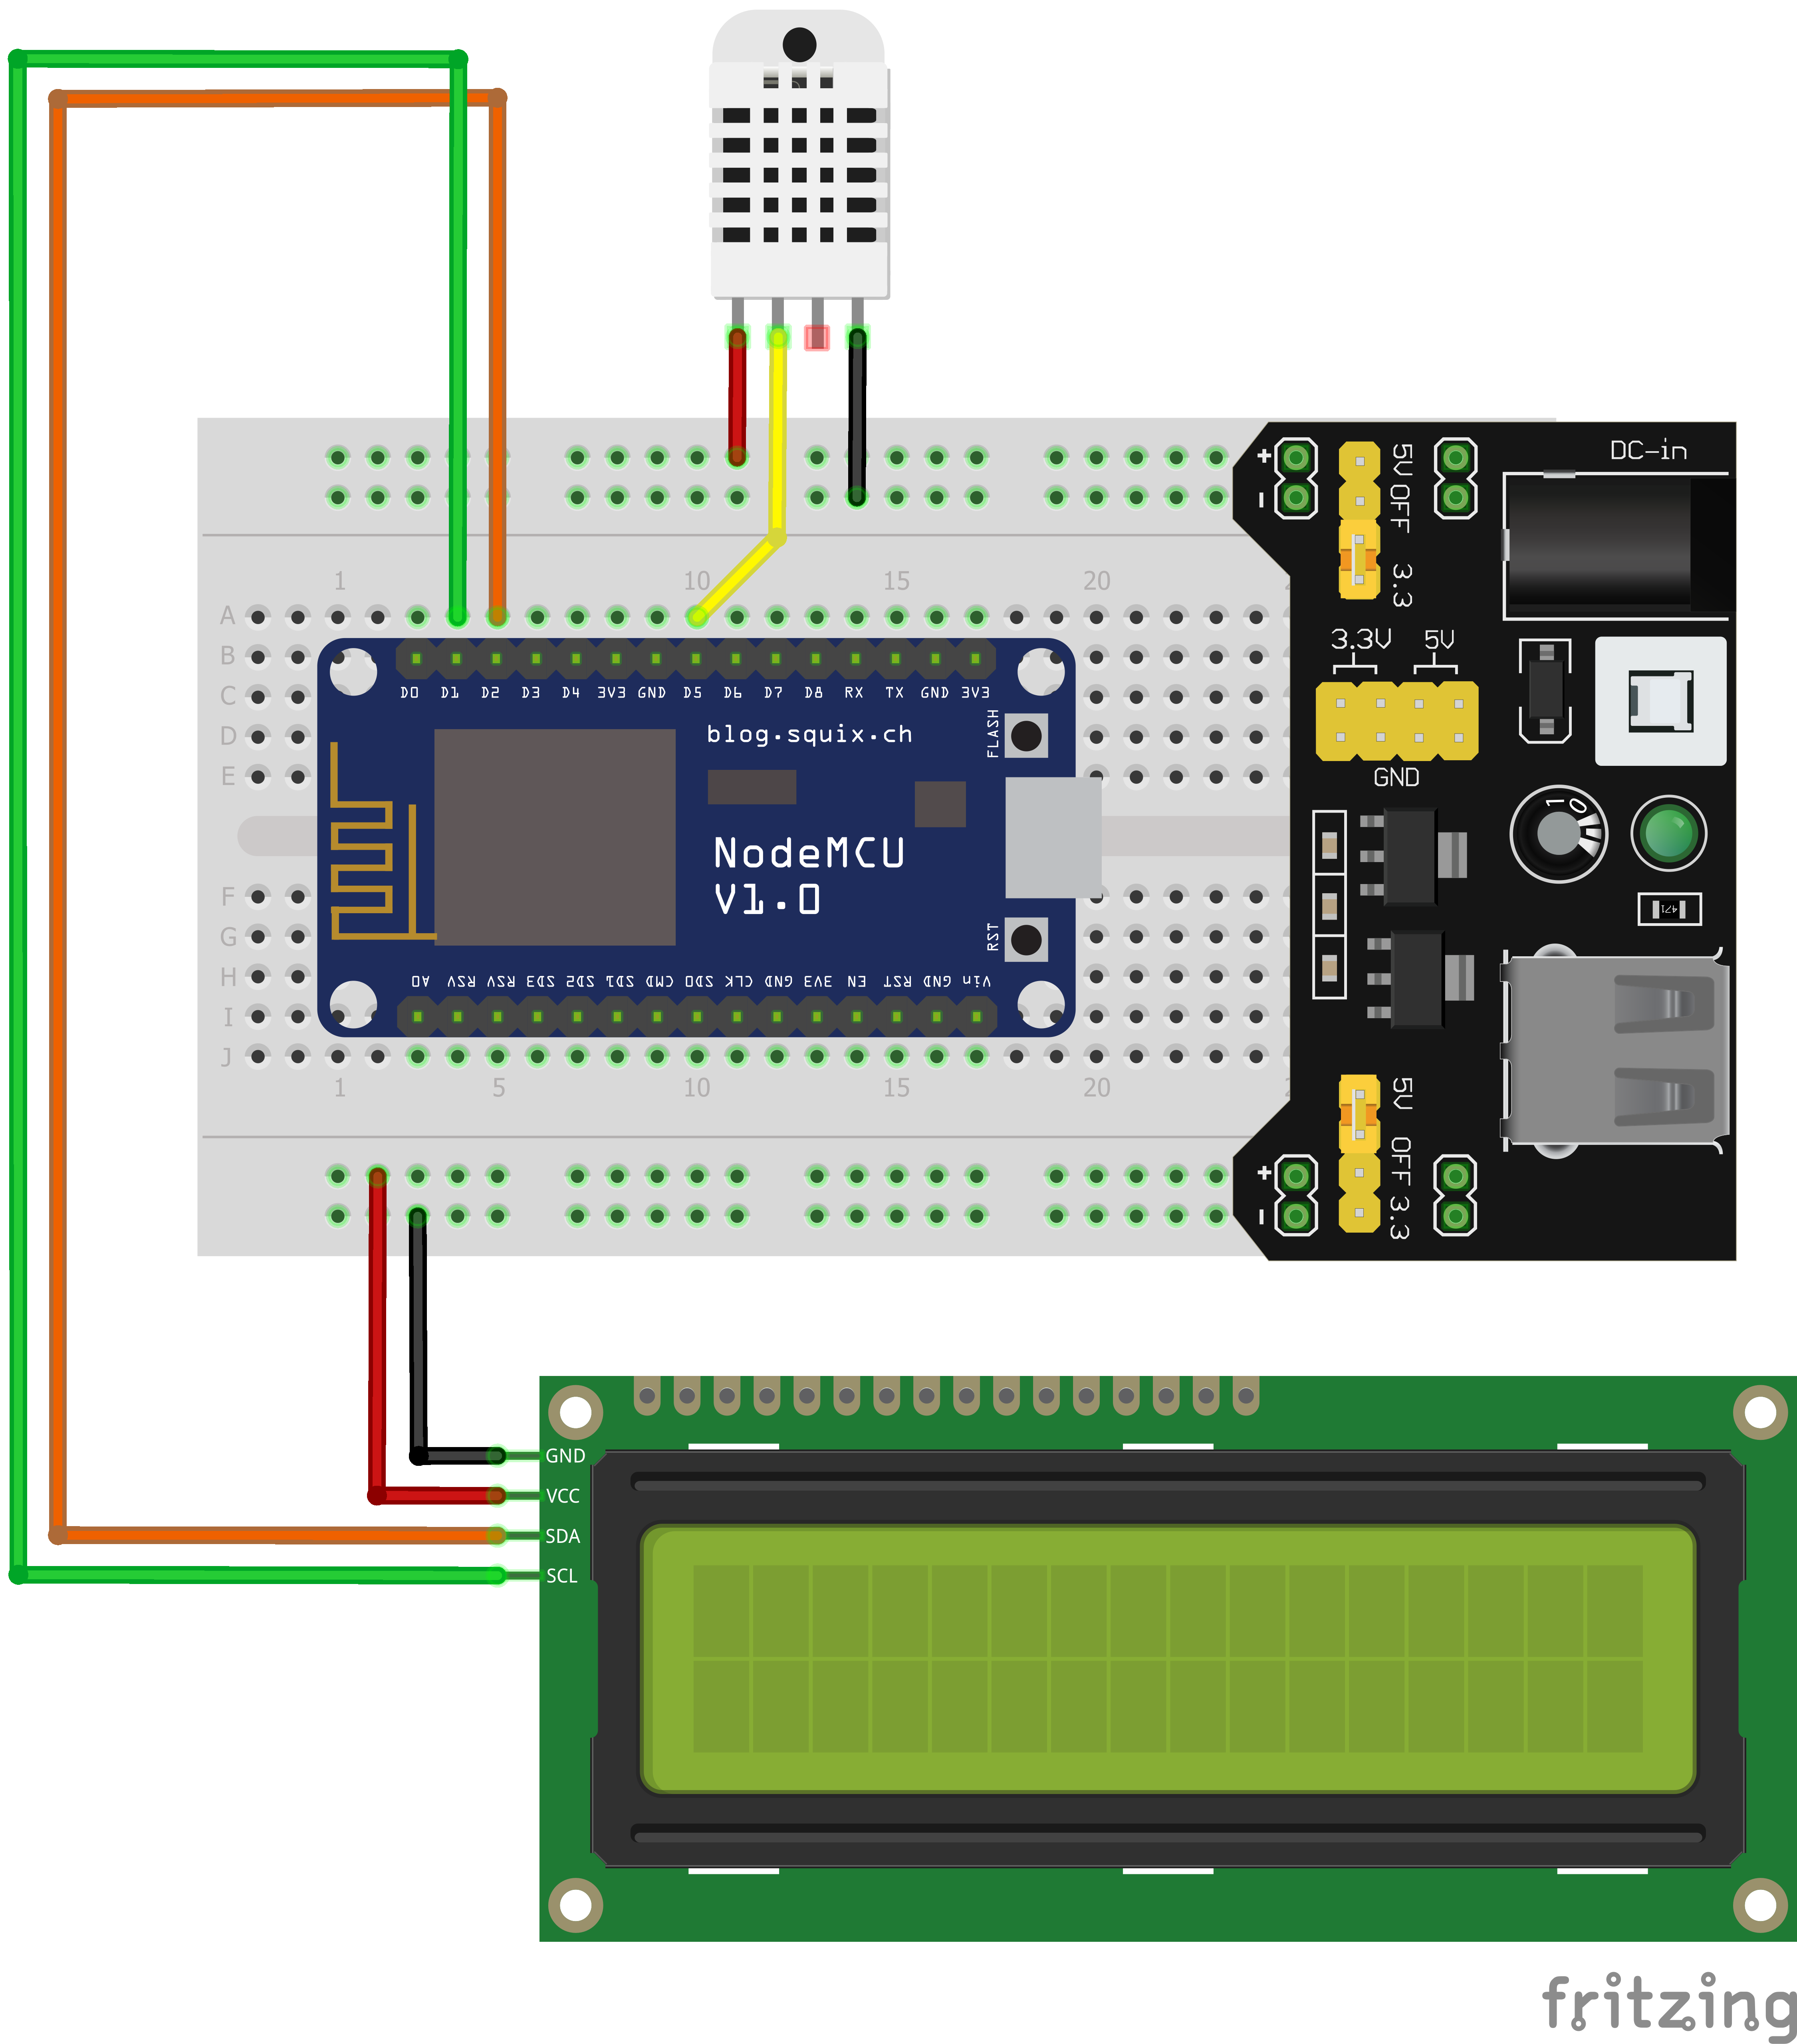 DC-in
+
5V
OFF
3.3
-
1
10
15
20
A
B
C
D
E
F
G
H
I
J
D0 D1 D2 D3 D4 3V3 GND D5 D6 D7 D8 RX TX GND 3V3
3.3V 5V
GND
blog.squix.ch
FLASH
NodeMCU
V1.0
RST
A0 RSV RSV SD3 SD2 SD1 CMD SD0 CLK GND 3V3 EN RST GND Vin
1 0
471
1 5 10 15 20
5V
OFF
3.3
+
-
GND
VCC
SDA
SCL
fritzing